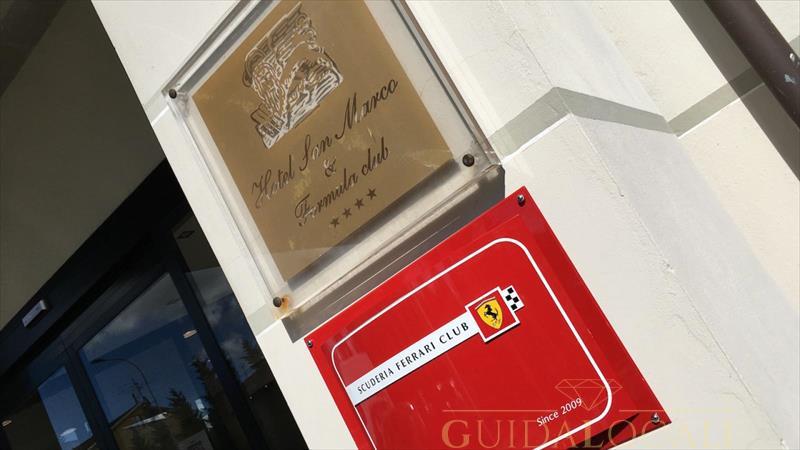 Hotel San Marco
&
Formula club
★★★★
SCUDERIA FERRARI CLUB
Since 2009
GUIDALOCALI